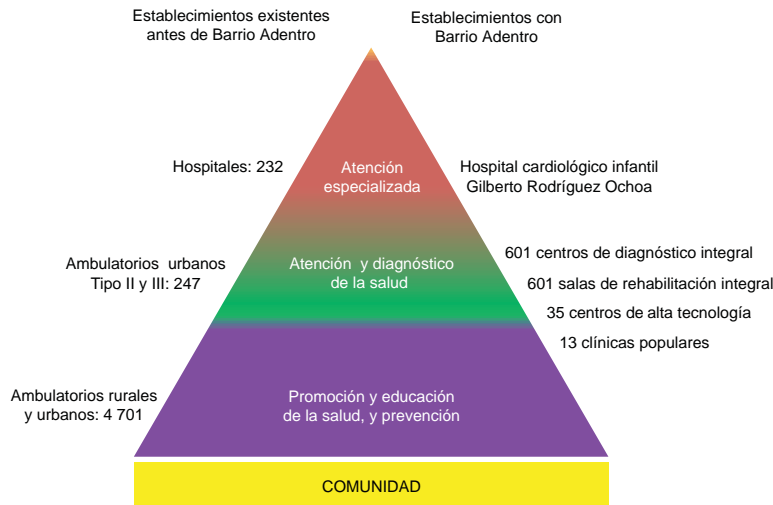 Establecimientos existentes
antes de Barrio Adentro
Establecimientos con
Barrio Adentro
Hospitales: 232
Atención
especializada
Hospital cardiológico infantil
Gilberto Rodríguez Ochoa
Ambulatorios urbanos
Tipo II y III: 247
Atención y diagnóstico
de la salud
601 centros de diagnóstico integral
601 salas de rehabilitación integral
35 centros de alta tecnología
13 clínicas populares
Ambulatorios rurales
y urbanos: 4 701
Promoción y educación
de la salud, y prevención
COMUNIDAD